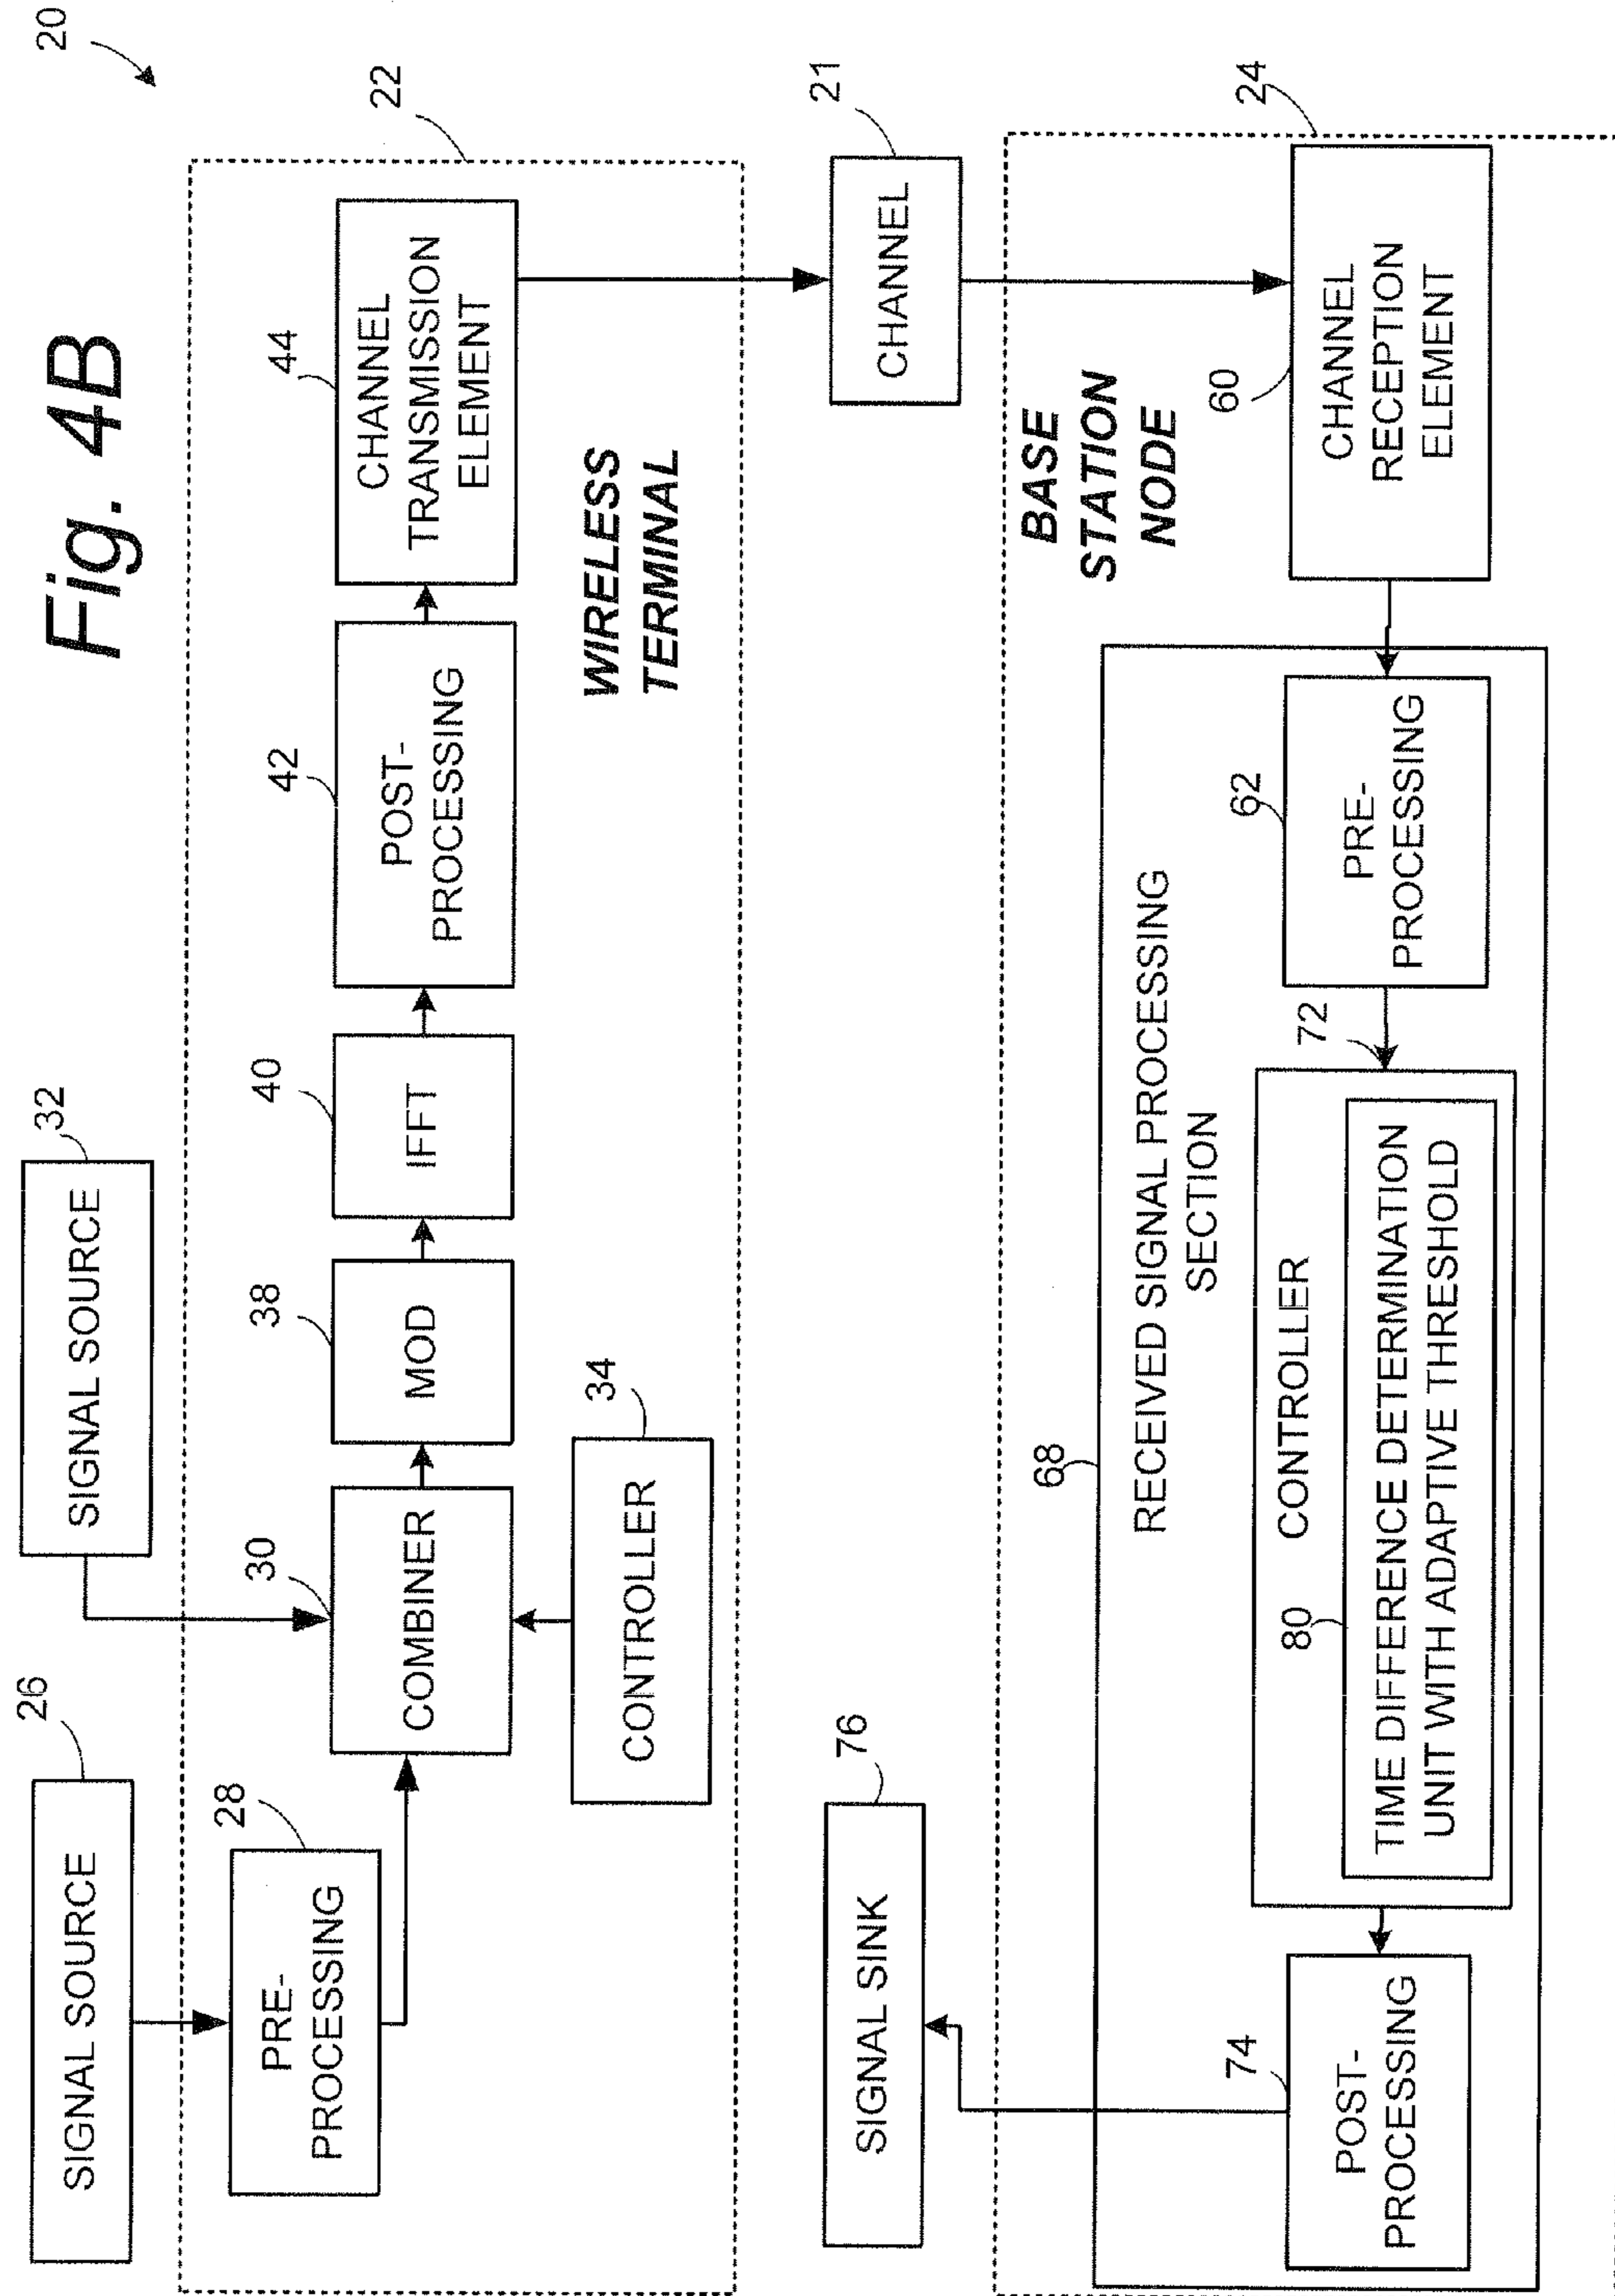 Fig. 4B
20
26
SIGNAL SOURCE
32
SIGNAL SOURCE
22
28
PRE-
PROCESSING
30
COMBINER
38
MOD
40
IFFT
42
POST-
PROCESSING
44
CHANNEL
TRANSMISSION
ELEMENT
34
CONTROLLER
WIRELESS
TERMINAL
76
SIGNAL SINK
21
CHANNEL
24
BASE
STATION
NODE
68
RECEIVED SIGNAL PROCESSING
SECTION
60
CHANNEL
RECEPTION
ELEMENT
62
PRE-
PROCESSING
72
CONTROLLER
80
TIME DIFFERENCE DETERMINATION
UNIT WITH ADAPTIVE THRESHOLD
74
POST-
PROCESSING